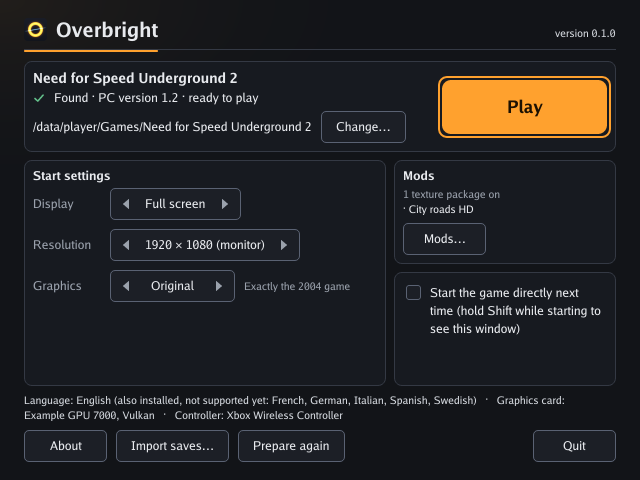 Overbright
version 0.1.0
Need for Speed Underground 2
Found · PC version 1.2 · ready to play
/data/player/Games/Need for Speed Underground 2
Change...
Play
Start settings
Display
Full screen
Resolution
1920 × 1080 (monitor)
Graphics
Original
Exactly the 2004 game
Mods
1 texture package on
· City roads HD
Mods...
Start the game directly next
time (hold Shift while starting to
see this window)
Language: English (also installed, not supported yet: French, German, Italian, Spanish, Swedish) · Graphics card:
Example GPU 7000, Vulkan · Controller: Xbox Wireless Controller
About
Import saves...
Prepare again
Quit